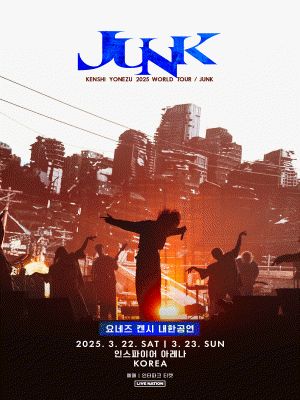 JUNK
KENSHI YONEZU 2025 WORLD TOUR / JUNK
요네즈 켄시 내한공연
2025. 3. 22. SAT | 3. 23. SUN
인스파이어 아레나
KOREA
예매 | 인터파크 티켓
LIVE NATION